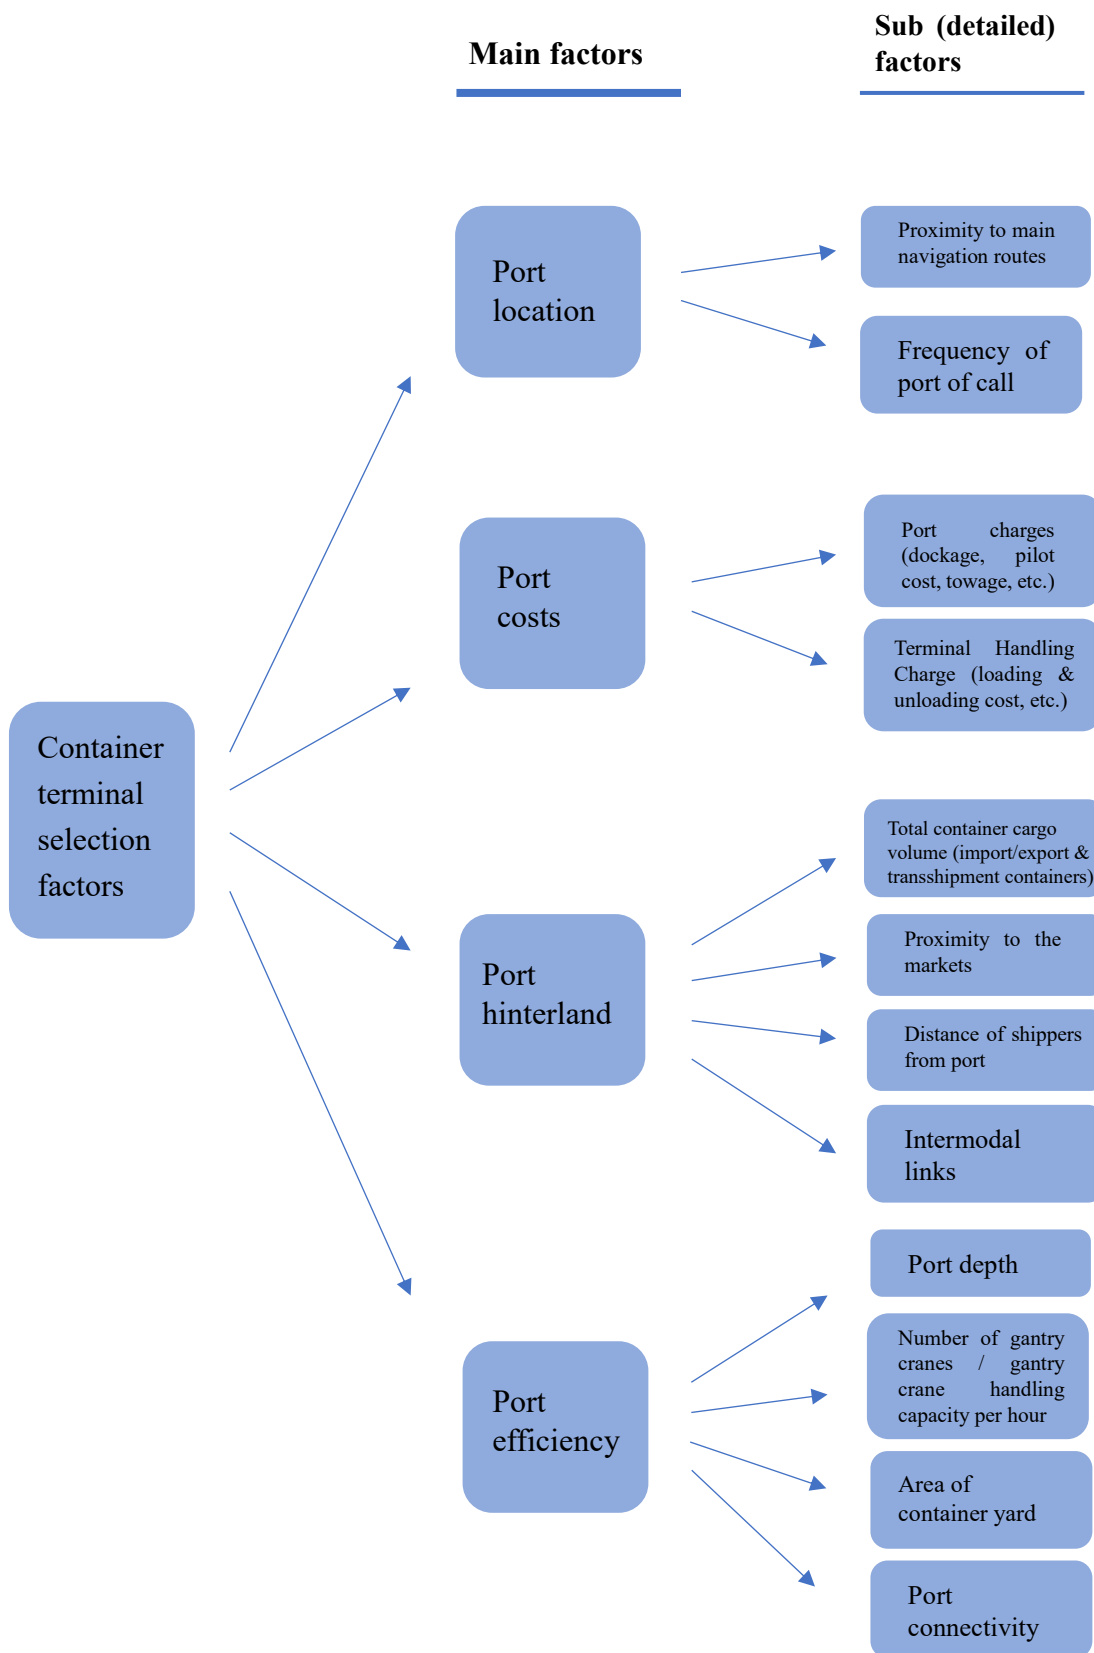 Main factors
Sub (detailed)
factors
Port
location
Proximity to main
navigation routes
Frequency of
port of call
Port
costs
Port charges
(dockage, pilot
cost, towage, etc.)
Terminal Handling
Charge (loading &
unloading cost, etc.)
Container
terminal
selection
factors
Port
hinterland
Total container cargo
volume (import/export &
transshipment containers)
Proximity to the
markets
Distance of shippers
from port
Intermodal
links
Port
efficiency
Port depth
Number of gantry
cranes / gantry
crane handling
capacity per hour
Area of
container yard
Port
connectivity